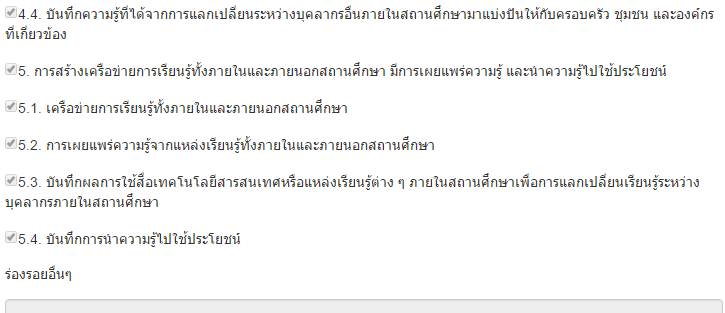 4.4. บันทึกความรู้ที่ได้จากการแลกเปลี่ยนระหว่างบุคลากรอื่นภายในสถานศึกษามาแบ่งปันให้กับครอบครัว ชุมชน และองค์กร
ที่เกี่ยวข้อง
5. การสร้างเครือข่ายการเรียนรู้ทั้งภายในและภายนอกสถานศึกษา มีการเผยแพร่ความรู้ และนำความรู้ไปใช้ประโยชน์
5.1. เครือข่ายการเรียนรู้ทั้งภายในและภายนอกสถานศึกษา
5.2. การเผยแพร่ความรู้จากแหล่งเรียนรู้ทั้งภายในและภายนอกสถานศึกษา
5.3. บันทึกผลการใช้สื่อเทคโนโลยีสารสนเทศหรือแหล่งเรียนรู้ต่าง ๆ ภายในสถานศึกษาเพื่อการแลกเปลี่ยนเรียนรู้ระหว่าง
บุคลากรภายในสถานศึกษา
5.4. บันทึกการนำความรู้ไปใช้ประโยชน์
ร่องรอยอื่นๆ